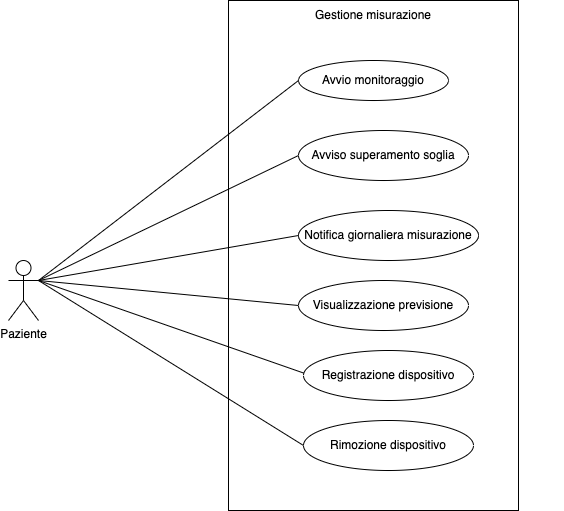 Gestione misurazione
Avvio monitoraggio
Avviso superamento soglia
Notifica giornaliera misurazione
Visualizzazione previsione
Paziente
Registrazione dispositivo
Rimozione dispositivo